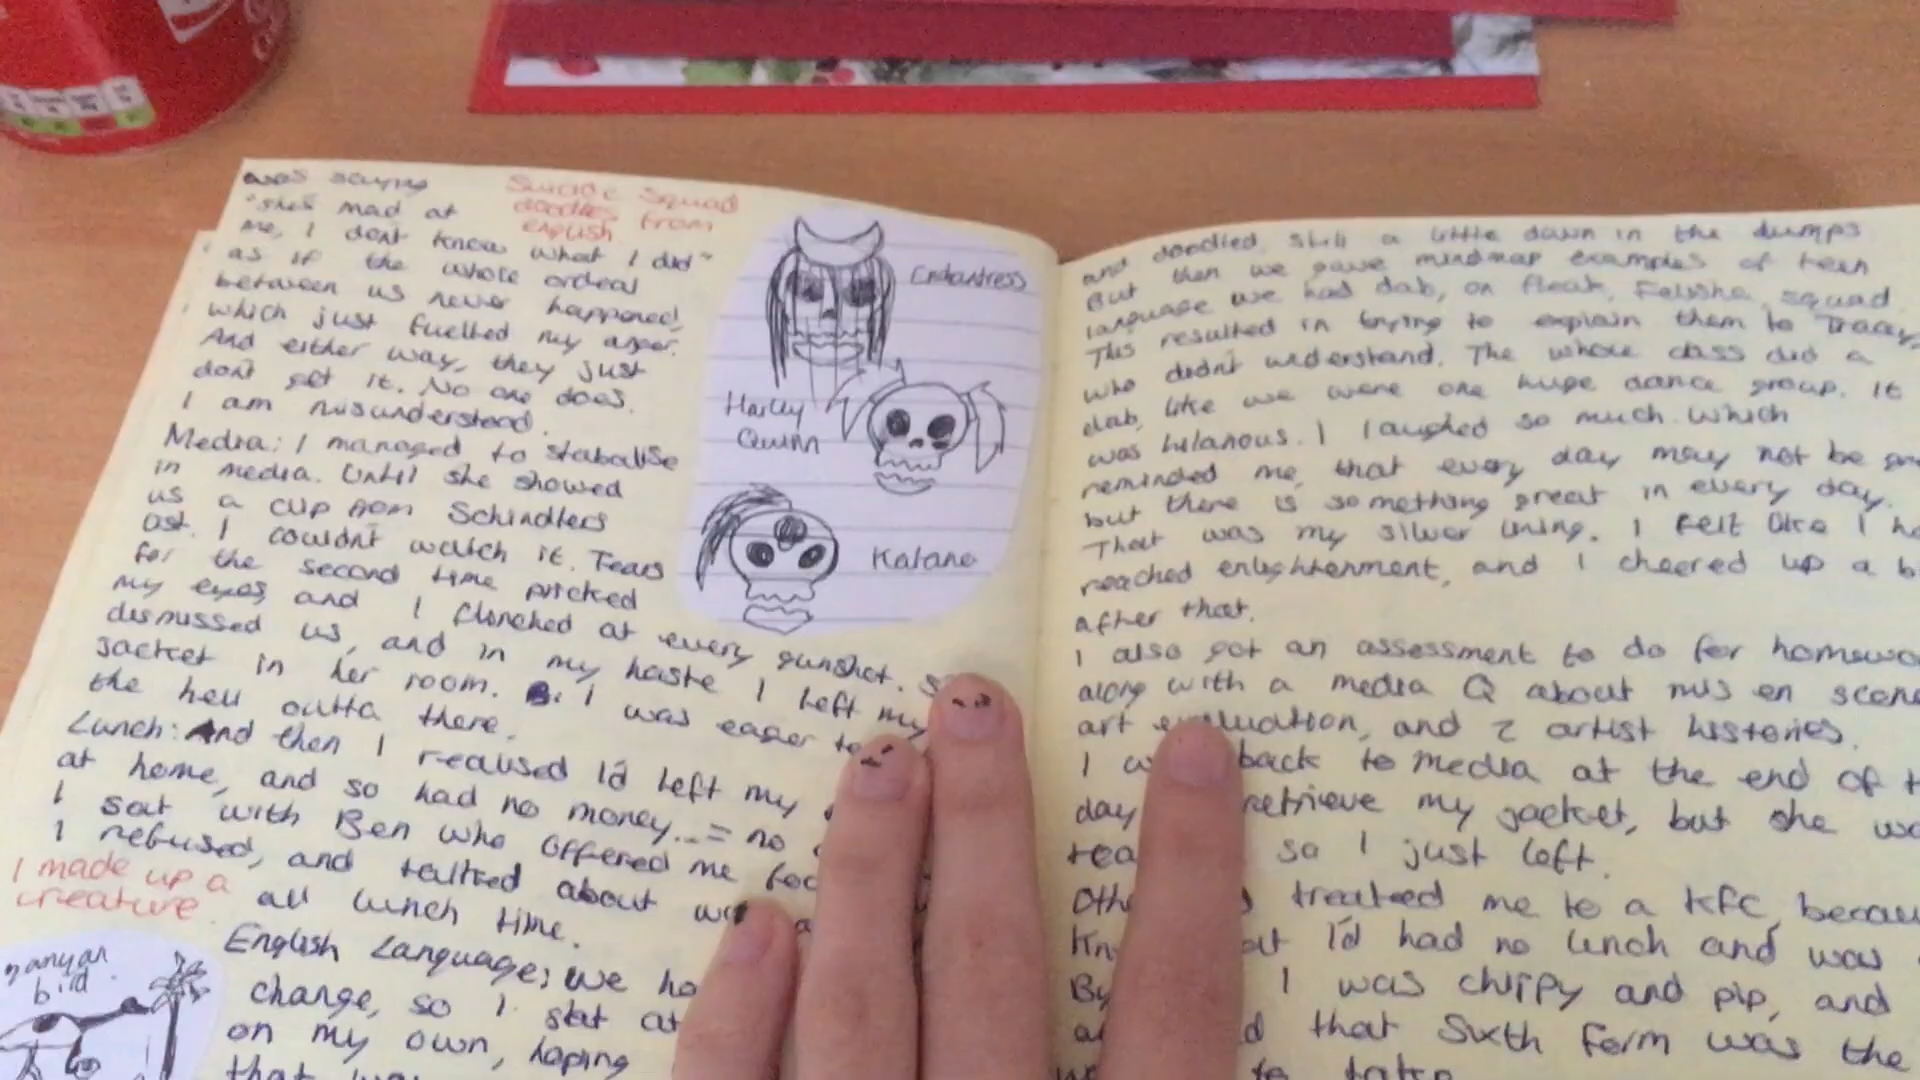 was saying
"she's mad at
me, I dont know what I did"
as if the whole ordeal
between us never happened,
which just fuelled my anger.
And either way, they just
dont get it. No one does.
I am misunderstood.
Media: I managed to stabalise
in media. Until she showed
us a clip from Schindlers
List. I couldn't watch it. Tears
for the second time pricked
my eyes, and I flinched at every gunshot.
dismissed us, and in my haste I left my
jacket in her room. I was eager to
the hell outta there.
Lunch: And then I realised I'd left my
at home, and so had no money... = no
I sat with Ben who offered me
I refused, and talked about
all lunch time.
English Language; We
change, so I sat at
on my own, hoping
that
Suicide Squad
doodles from
english
Enchantress
Harley
Quinn
Katana
I made up a
creature
bird.
and doodled, still a little down in the dumps
But then we gave mindmap examples of teen
language we had dab, on fleek, squad
This resulted in trying to explain them to Tracey,
who didn't understand. The whole class did a
dab, like we were one huge dance group. It
was hilarious. I laughed so much. Which
reminded me, that every day may not be
but there is something great in every day.
That was my silver lining. I felt like I
reached enlightenment, and I cheered up a
after that.
I also got an assessment to do for
along with a media Q about mis en scene
art evaluation, and 2 artist histories.
I back to media at the end of
day retrieve my jacket, but she
so I just left.
treated me to a KFC,
I'd had no lunch and was
By I was chirpy and pip, and
that Sixth Form was the
to